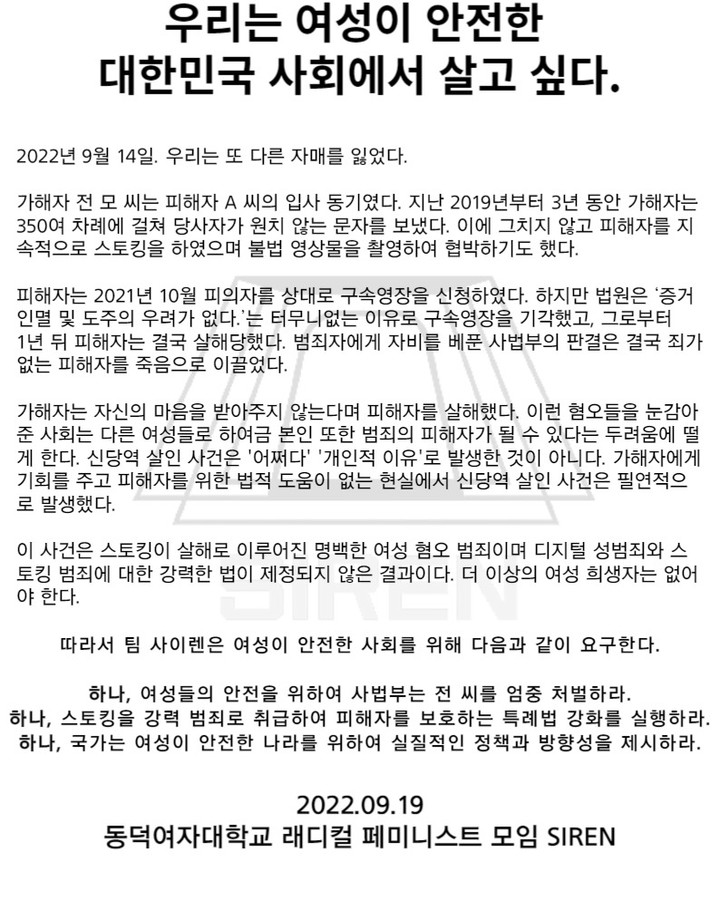 우리는 여성이 안전한
대한민국 사회에서 살고 싶다.
2022년 9월 14일. 우리는 또 다른 자매를 잃었다.
가해자 전 모 씨는 피해자 A 씨의 입사 동기였다. 지난 2019년부터 3년 동안 가해자는
350여 차례에 걸쳐 당사자가 원치 않는 문자를 보냈다. 이에 그치지 않고 피해자를 지
속적으로 스토킹을 하였으며 불법 영상물을 촬영하여 협박하기도 했다.
피해자는 2021년 10월 피의자를 상대로 구속영장을 신청하였다. 하지만 법원은 '증거
인멸 및 도주의 우려가 없다.'는 터무니없는 이유로 구속영장을 기각했고, 그로부터
1년 뒤 피해자는 결국 살해당했다. 범죄자에게 자비를 베푼 사법부의 판결은 결국 죄가
없는 피해자를 죽음으로 이끌었다.
가해자는 자신의 마음을 받아주지 않는다며 피해자를 살해했다. 이런 혐오들을 눈감아
준 사회는 다른 여성들로 하여금 본인 또한 범죄의 피해자가 될 수 있다는 두려움에 떨
게 한다. 신당역 살인 사건은 '어쩌다' '개인적 이유'로 발생한 것이 아니다. 가해자에게
기회를 주고 피해자를 위한 법적 도움이 없는 현실에서 신당역 살인 사건은 필연적으
로 발생했다.
이 사건은 스토킹이 살해로 이루어진 명백한 여성 혐오 범죄이며 디지털 성범죄와 스
토킹 범죄에 대한 강력한 법이 제정되지 않은 결과이다. 더 이상의 여성 희생자는 없어
야 한다.
SIREN
따라서 팀 사이렌은 여성이 안전한 사회를 위해 다음과 같이 요구한다.
하나, 여성들의 안전을 위하여 사법부는 전 씨를 엄중 처벌하라.
하나, 스토킹을 강력 범죄로 취급하여 피해자를 보호하는 특례법 강화를 실행하라.
하나, 국가는 여성이 안전한 나라를 위하여 실질적인 정책과 방향성을 제시하라.
2022.09.19
동덕여자대학교 래디컬 페미니스트 모임 SIREN